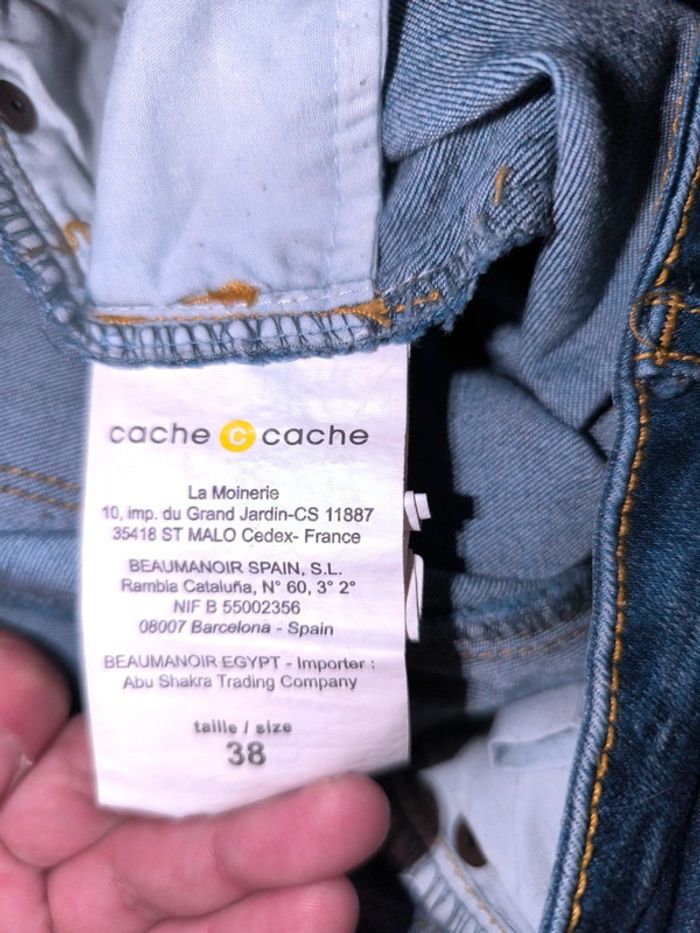 cache c cache
La Moinerie
10, imp. du Grand Jardin-CS 11887
35418 ST MALO Cedex- France
BEAUMANOIR SPAIN, S.L.
Rambla Cataluña, N° 60, 3° 2°
NIF B 55002356
08007 Barcelona - Spain
BEAUMANOIR EGYPT - Importer :
Abu Shakra Trading Company
taille / size
38